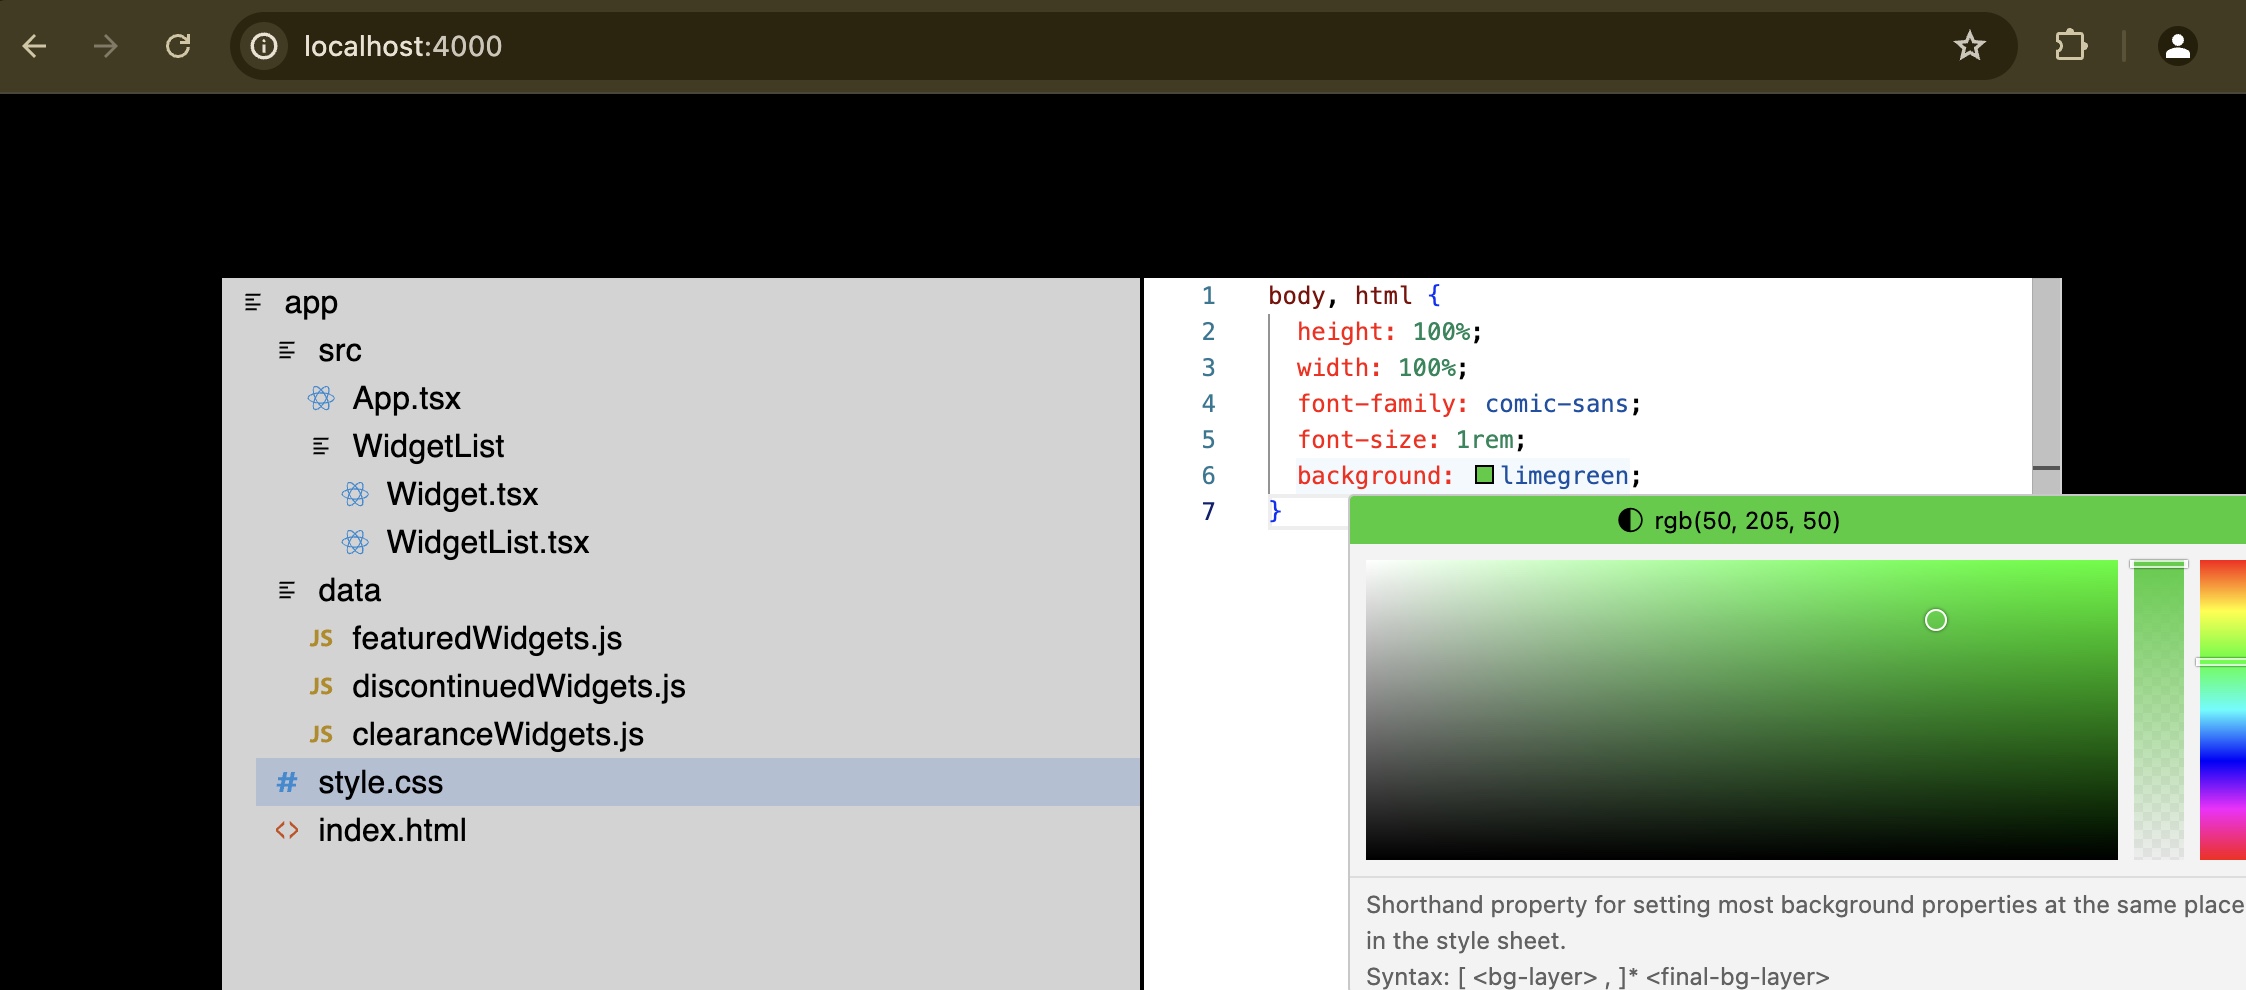 localhost:4000
app
src
App.tsx
WidgetList
Widget.tsx
WidgetList.tsx
data
JS featuredWidgets.js
JS discontinuedWidgets.js
JS clearanceWidgets.js
# style.css
<> index.html
1 body, html {
2 height: 100%;
3 width: 100%;
4 font-family: comic-sans;
5 font-size: 1rem;
6 background: limegreen;
7 }
rgb(50, 205, 50)
Shorthand property for setting most background properties at the same place
in the style sheet.
Syntax: [ <bg-layer> , ]* <final-bg-layer>